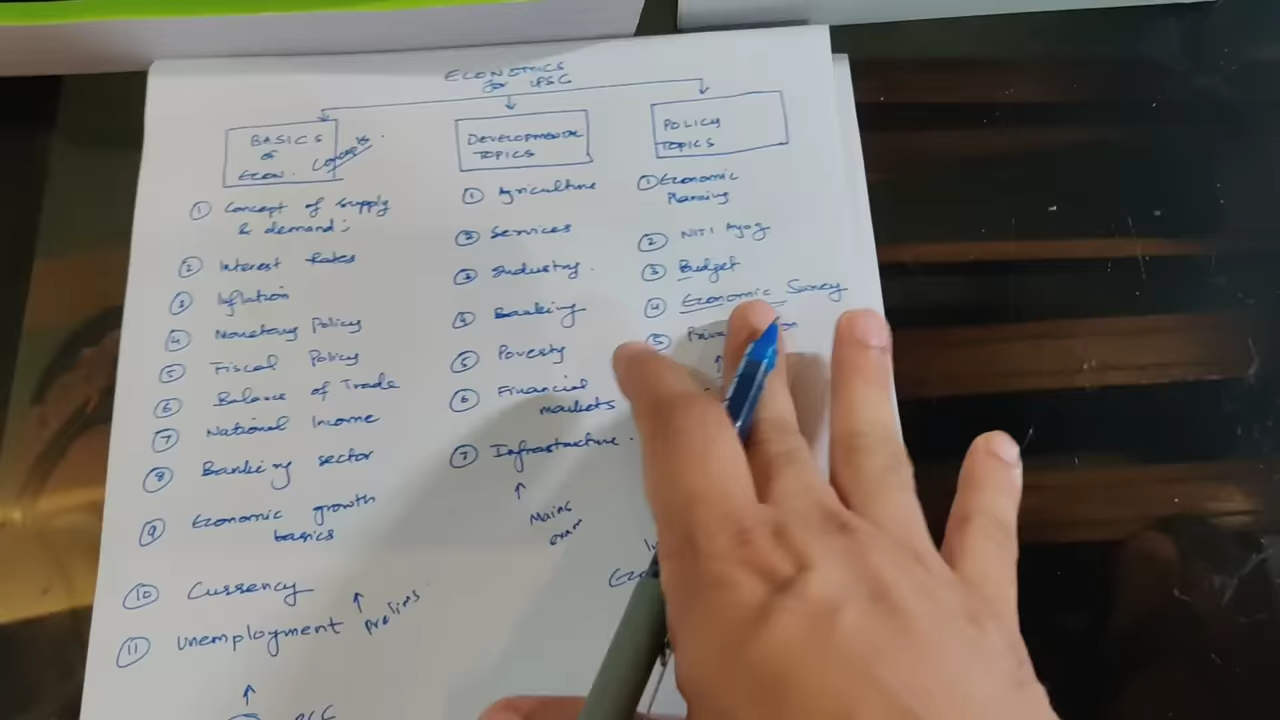 ECONOMICS
for UPSC
BASICS
OF
ECON. Concepts.
① Concept of Supply
& demand;
② Interest Rates
③ Inflation
④ Monetary Policy
⑤ Fiscal Policy
⑥ Balance of Trade
⑦ National Income
⑧ Banking sector
⑨ Economic growth
basics
⑩ Currency
⑪ Unemployment
prelims
DEVELOPMENTAL
TOPICS
① Agriculture
② Services
③ Industry.
④ Banking
⑤ Poverty
⑥ Financial
markets
⑦ Infrastructure.
Mains
exam
POLICY
TOPICS
① Economic
Planning
② NITI Ayog
③ Budget
④ Economic Survey
⑤